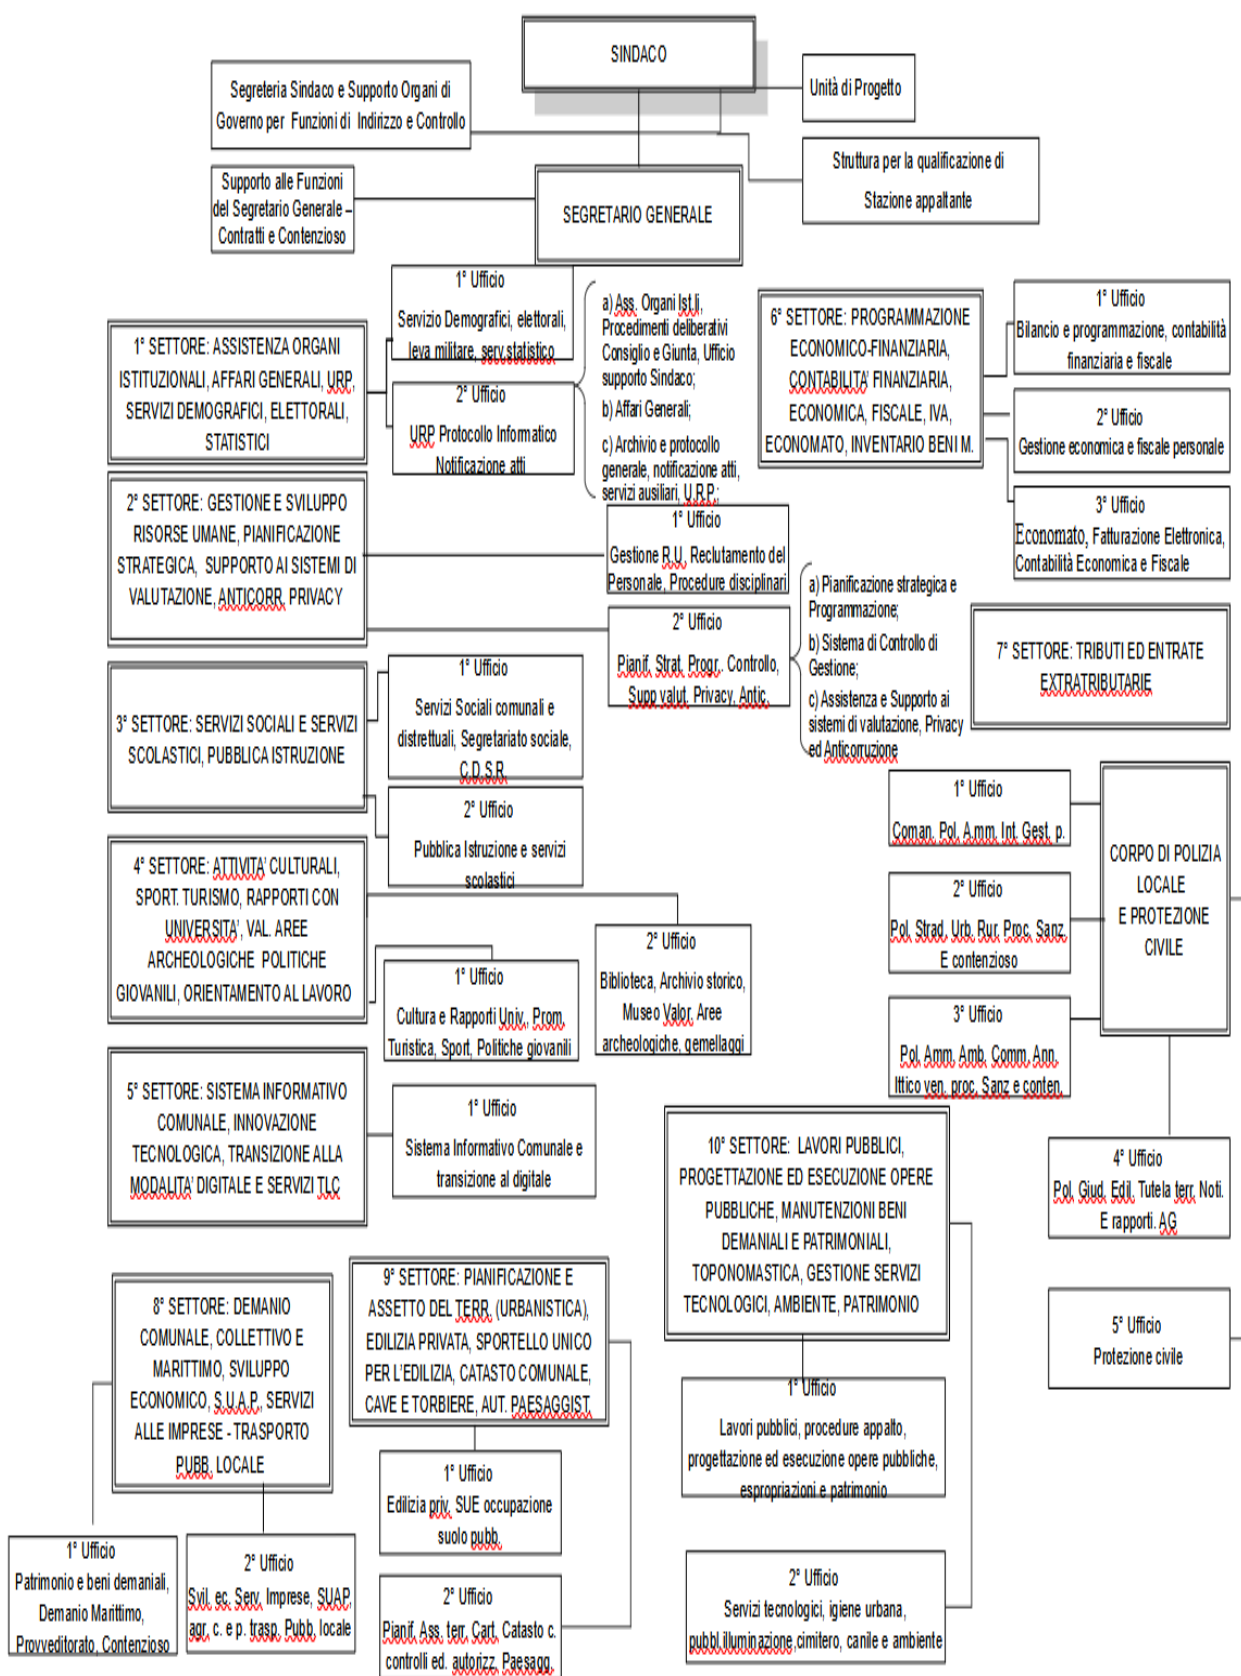 SINDACO
Segreteria Sindaco e Supporto Organi di
Governo per Funzioni di Indirizzo e Controllo
Unità di Progetto
Struttura per la qualificazione di
Stazione appaltante
Supporto alle Funzioni
del Segretario Generale –
Contratti e Contenzioso
SEGRETARIO GENERALE
1° SETTORE: ASSISTENZA ORGANI
ISTITUZIONALI, AFFARI GENERALI, URP,
SERVIZI DEMOGRAFICI, ELETTORALI,
STATISTICI
1° Ufficio
Servizio Demografici, elettorali,
leva militare, serv.statistico
2° Ufficio
URP Protocollo Informatico
Notificazione atti
a) Ass. Organi Ist.li,
Procedimenti deliberativi
Consiglio e Giunta, Ufficio
supporto Sindaco;
b) Affari Generali;
c) Archivio e protocollo
generale, notificazione atti,
servizi ausiliari, U.R.P.;
6° SETTORE: PROGRAMMAZIONE
ECONOMICO-FINANZIARIA,
CONTABILITA' FINANZIARIA,
ECONOMICA, FISCALE, IVA,
ECONOMATO, INVENTARIO BENI M.
1° Ufficio
Bilancio e programmazione, contabilità
finanziaria e fiscale
2° Ufficio
Gestione economica e fiscale personale
3° Ufficio
Economato, Fatturazione Elettronica,
Contabilità Economica e Fiscale
2° SETTORE: GESTIONE E SVILUPPO
RISORSE UMANE, PIANIFICAZIONE
STRATEGICA, SUPPORTO AI SISTEMI DI
VALUTAZIONE, ANTICORR. PRIVACY
1° Ufficio
Gestione R.U. Reclutamento del
Personale, Procedure disciplinari
2° Ufficio
Pianif. Strat. Progr,. Controllo,
Supp valut. Privacy. Antic.
a) Pianificazione strategica e
Programmazione;
b) Sistema di Controllo di
Gestione;
c) Assistenza e Supporto ai
sistemi di valutazione, Privacy
ed Anticorruzione
7° SETTORE: TRIBUTI ED ENTRATE
EXTRATRIBUTARIE
3° SETTORE: SERVIZI SOCIALI E SERVIZI
SCOLASTICI, PUBBLICA ISTRUZIONE
1° Ufficio
Servizi Sociali comunali e
distrettuali, Segretariato sociale,
C.D.S.R.
2° Ufficio
Pubblica Istruzione e servizi
scolastici
4° SETTORE: ATTIVITA' CULTURALI,
SPORT. TURISMO, RAPPORTI CON
UNIVERSITA', VAL. AREE
ARCHEOLOGICHE POLITICHE
GIOVANILI, ORIENTAMENTO AL LAVORO
1° Ufficio
Cultura e Rapporti Univ., Prom.
Turistica, Sport, Politiche giovanili
2° Ufficio
Biblioteca, Archivio storico,
Museo Valor. Aree
archeologiche, gemellaggi
CORPO DI POLIZIA
LOCALE
E PROTEZIONE
CIVILE
1° Ufficio
Coman. Pol. A.mm. Int. Gest. p.
2° Ufficio
Pol. Strad. Urb. Rur. Proc. Sanz.
E contenzioso
3° Ufficio
Pol. Amm. Amb. Comm. Ann.
Ittico ven. proc. Sanz e conten.
4° Ufficio
Pol. Giud. Edil. Tutela terr. Noti.
E rapporti. AG
5° Ufficio
Protezione civile
5° SETTORE: SISTEMA INFORMATIVO
COMUNALE, INNOVAZIONE
TECNOLOGICA, TRANSIZIONE ALLA
MODALITA' DIGITALE E SERVIZI TLC
1° Ufficio
Sistema Informativo Comunale e
transizione al digitale
10° SETTORE: LAVORI PUBBLICI,
PROGETTAZIONE ED ESECUZIONE OPERE
PUBBLICHE, MANUTENZIONI BENI
DEMANIALI E PATRIMONIALI,
TOPONOMASTICA, GESTIONE SERVIZI
TECNOLOGICI, AMBIENTE, PATRIMONIO
1° Ufficio
Lavori pubblici, procedure appalto,
progettazione ed esecuzione opere pubbliche,
espropriazioni e patrimonio
2° Ufficio
Servizi tecnologici, igiene urbana,
pubbl.illuminazione,cimitero, canile e ambiente
8° SETTORE: DEMANIO
COMUNALE, COLLETTIVO E
MARITTIMO, SVILUPPO
ECONOMICO, S.U.A.P., SERVIZI
ALLE IMPRESE - TRASPORTO
PUBB. LOCALE
1° Ufficio
Patrimonio e beni demaniali,
Demanio Marittimo,
Provveditorato, Contenzioso
2° Ufficio
Svil. ec. Serv. Imprese, SUAP,
agr. c. e p. trasp. Pubb. locale
9° SETTORE: PIANIFICAZIONE E
ASSETTO DEL TERR. (URBANISTICA),
EDILIZIA PRIVATA, SPORTELLO UNICO
PER L'EDILIZIA, CATASTO COMUNALE,
CAVE E TORBIERE, AUT. PAESAGGIST.
1° Ufficio
Edilizia priv. SUE occupazione
suolo pubb.
2° Ufficio
Pianif. Ass. terr. Cart. Catasto c.
controlli ed. autorizz. Paesagg.